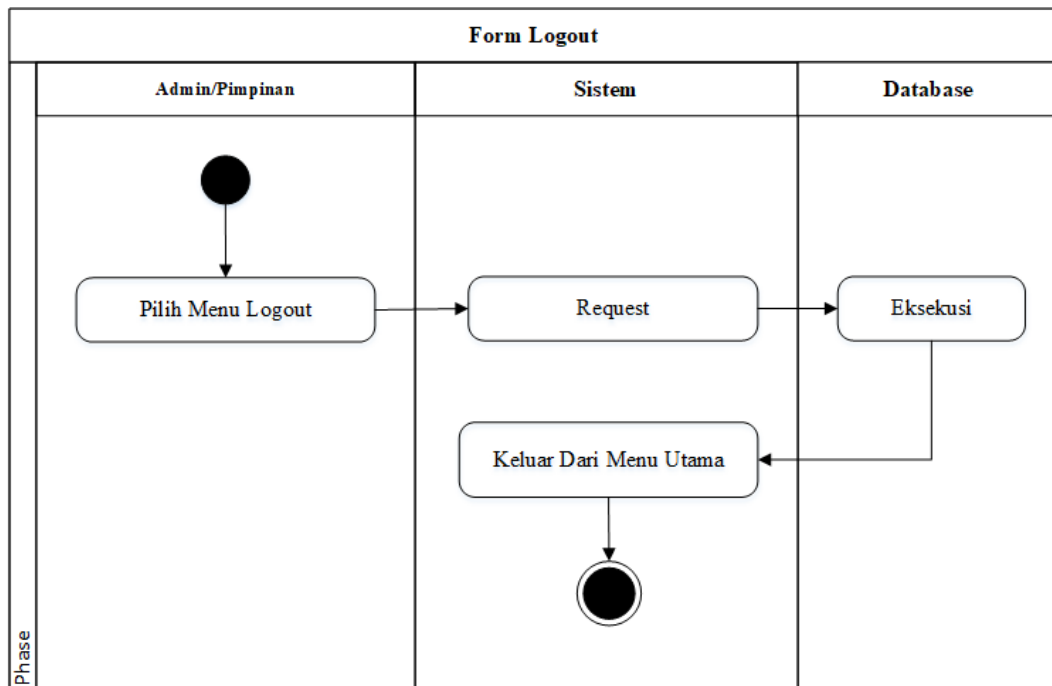 Form Logout
Admin/Pimpinan
Sistem
Database
Pilih Menu Logout
Request
Eksekusi
Keluar Dari Menu Utama
Phase